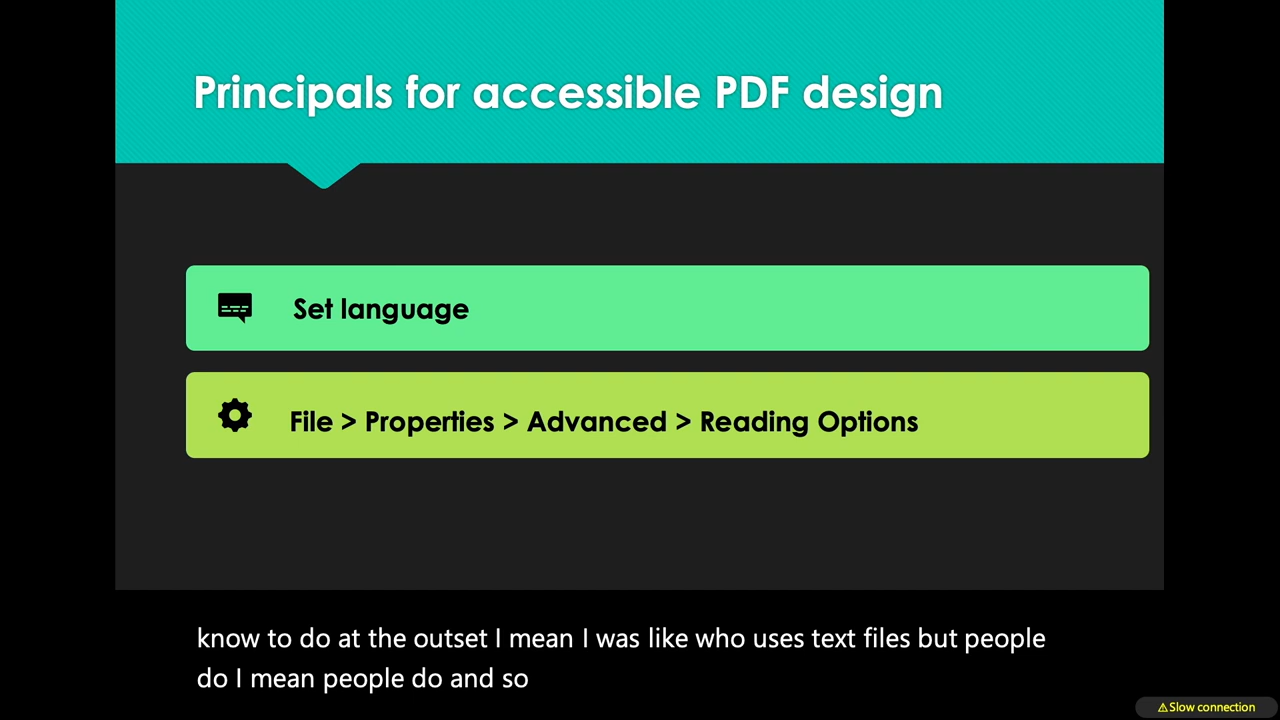 Principals for accessible PDF design
Set language
File > Properties > Advanced > Reading Options
know to do at the outset I mean I was like who uses text files but people
do I mean people do and so
⚠Slow connection